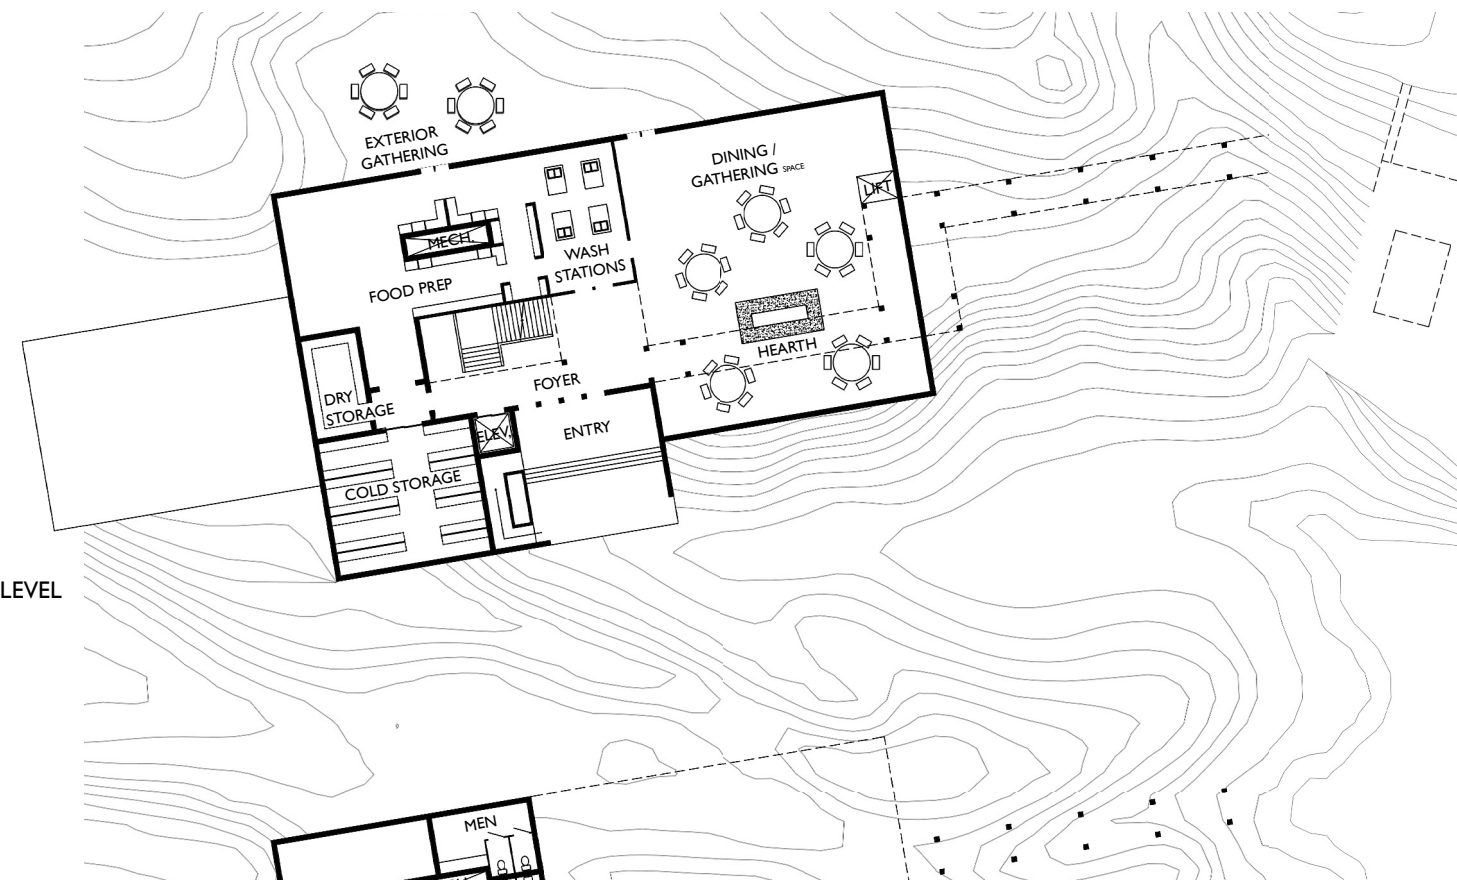 EXTERIOR
GATHERING
DINING /
GATHERING SPACE
LIFT
MECH.
WASH
STATIONS
FOOD PREP
HEARTH
FOYER
DRY
STORAGE
ELEV.
ENTRY
COLD STORAGE
LEVEL
MEN